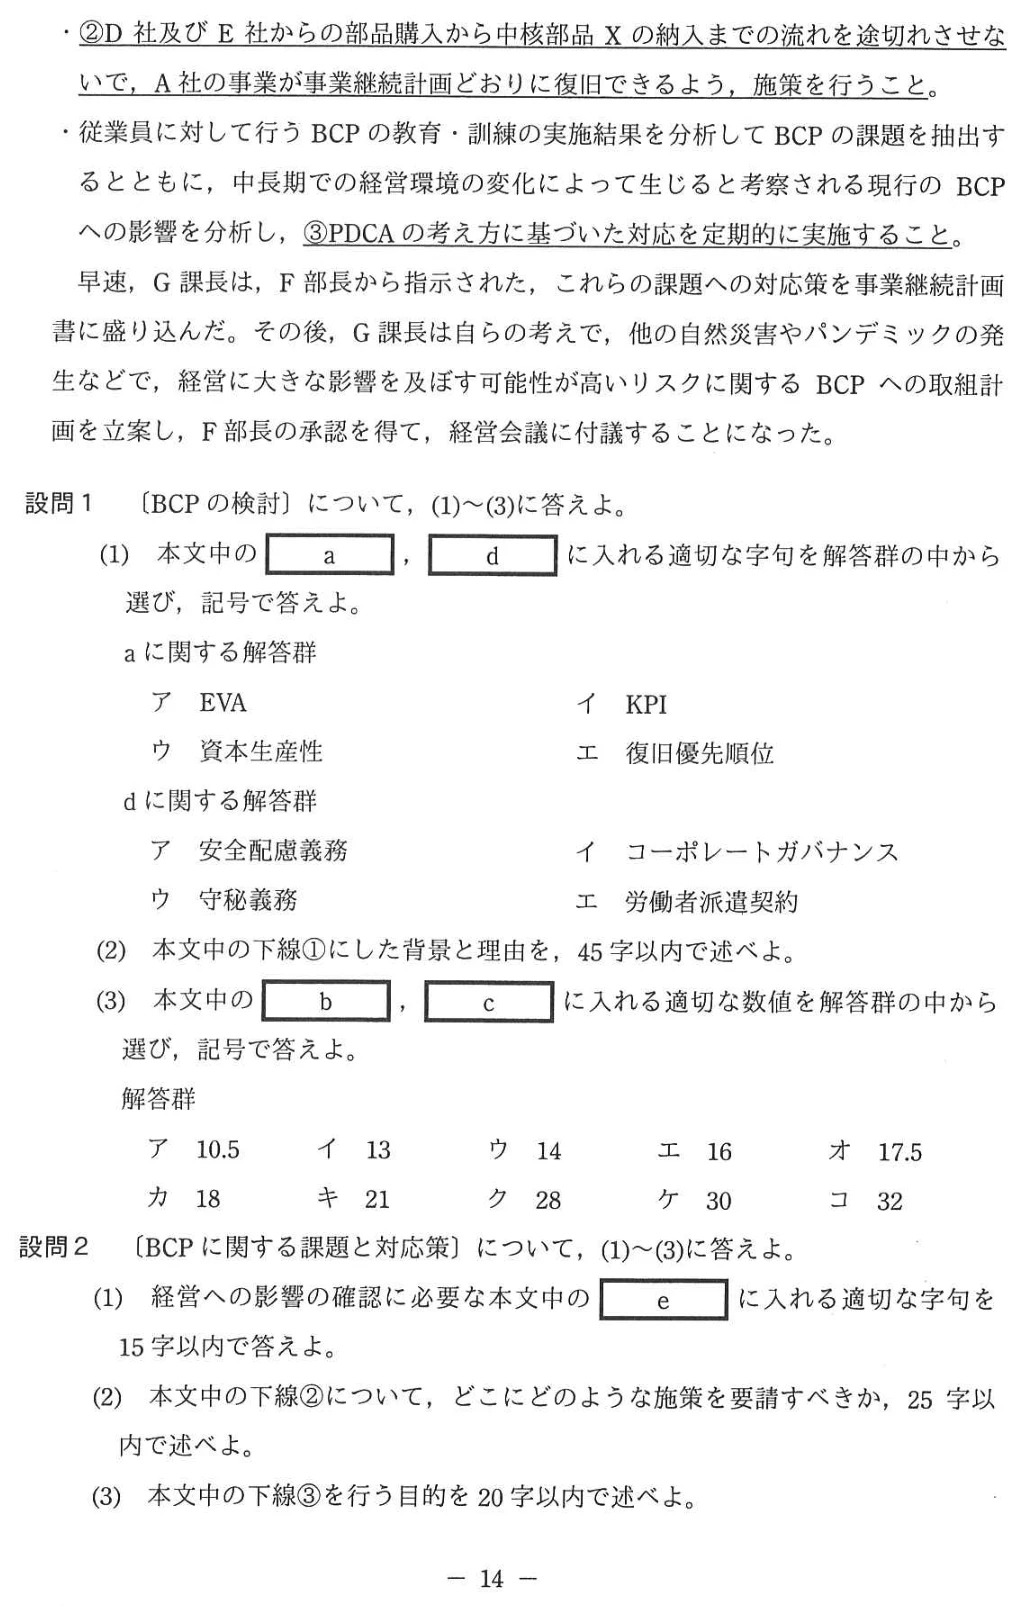 ・②D 社及び E 社からの部品購入から中核部品 X の納入までの流れを途切れさせな
いで，A 社の事業が事業継続計画どおりに復旧できるよう，施策を行うこと。
・従業員に対して行う BCP の教育・訓練の実施結果を分析して BCP の課題を抽出す
るとともに，中長期での経営環境の変化によって生じると考察される現行の BCP
への影響を分析し，③PDCA の考え方に基づいた対応を定期的に実施すること。
早速，G 課長は，F 部長から指示された，これらの課題への対応策を事業継続計画
書に盛り込んだ。その後，G 課長は自らの考えで，他の自然災害やパンデミックの発
生などで，経営に大きな影響を及ぼす可能性が高いリスクに関する BCP への取組計
画を立案し，F 部長の承認を得て，経営会議に付議することになった。
設問1 〔BCP の検討〕について，(1)～(3)に答えよ。
(1) 本文中の a ， d に入れる適切な字句を解答群の中から
選び，記号で答えよ。
a に関する解答群
ア EVA イ KPI
ウ 資本生産性 エ 復旧優先順位
d に関する解答群
ア 安全配慮義務 イ コーポレートガバナンス
ウ 守秘義務 エ 労働者派遣契約
(2) 本文中の下線①にした背景と理由を，45 字以内で述べよ。
(3) 本文中の b ， c に入れる適切な数値を解答群の中から
選び，記号で答えよ。
解答群
ア 10.5 イ 13 ウ 14 エ 16 オ 17.5
カ 18 キ 21 ク 28 ケ 30 コ 32
設問2 〔BCP に関する課題と対応策〕について，(1)～(3)に答えよ。
(1) 経営への影響の確認に必要な本文中の e に入れる適切な字句を
15 字以内で答えよ。
(2) 本文中の下線②について，どこにどのような施策を要請すべきか，25 字以
内で述べよ。
(3) 本文中の下線③を行う目的を 20 字以内で述べよ。
－ 14 －